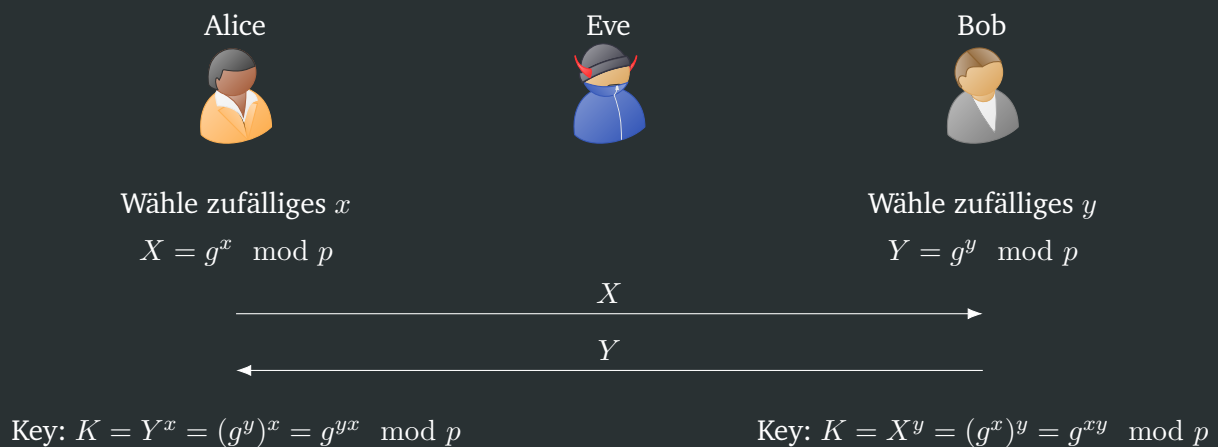 Alice Eve Bob
Wähle zufälliges x Wähle zufälliges y
X = g^x mod p Y = g^y mod p
X
Y
Key: K = Y^x = (g^y)^x = g^{yx} mod p Key: K = X^y = (g^x)^y = g^{xy} mod p